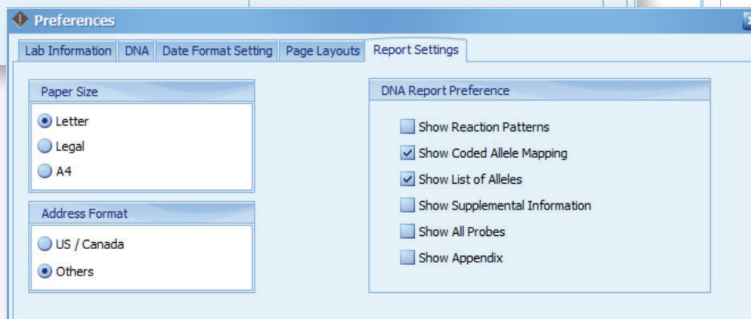 Preferences
Lab Information DNA Date Format Setting Page Layouts Report Settings
Paper Size
Letter
Legal
A4
Address Format
US / Canada
Others
DNA Report Preference
Show Reaction Patterns
Show Coded Allele Mapping
Show List of Alleles
Show Supplemental Information
Show All Probes
Show Appendix